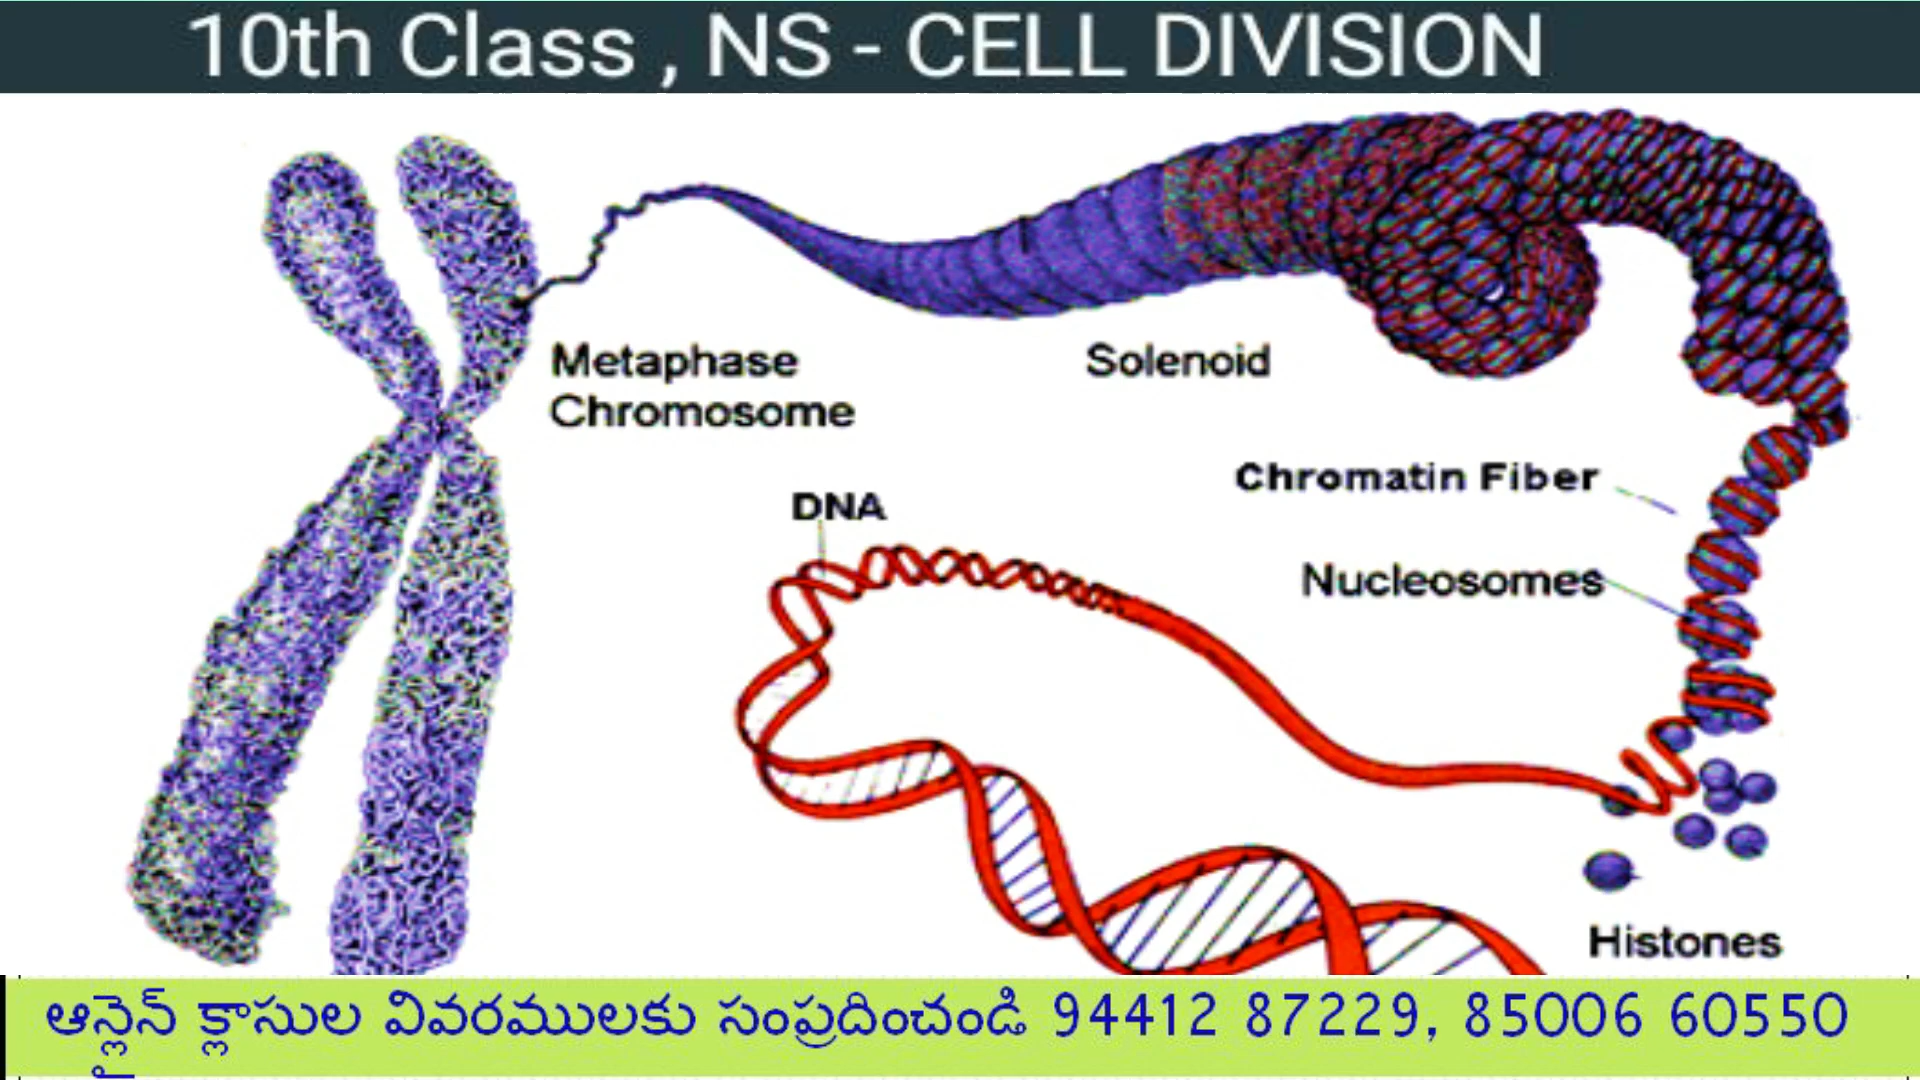 10th Class , NS - CELL DIVISION
Metaphase
Chromosome
Solenoid
Chromatin Fiber
DNA
Nucleosomes
Histones
ఆన్లైన్ క్లాసుల వివరములకు సంప్రదించండి 94412 87229, 85006 60550